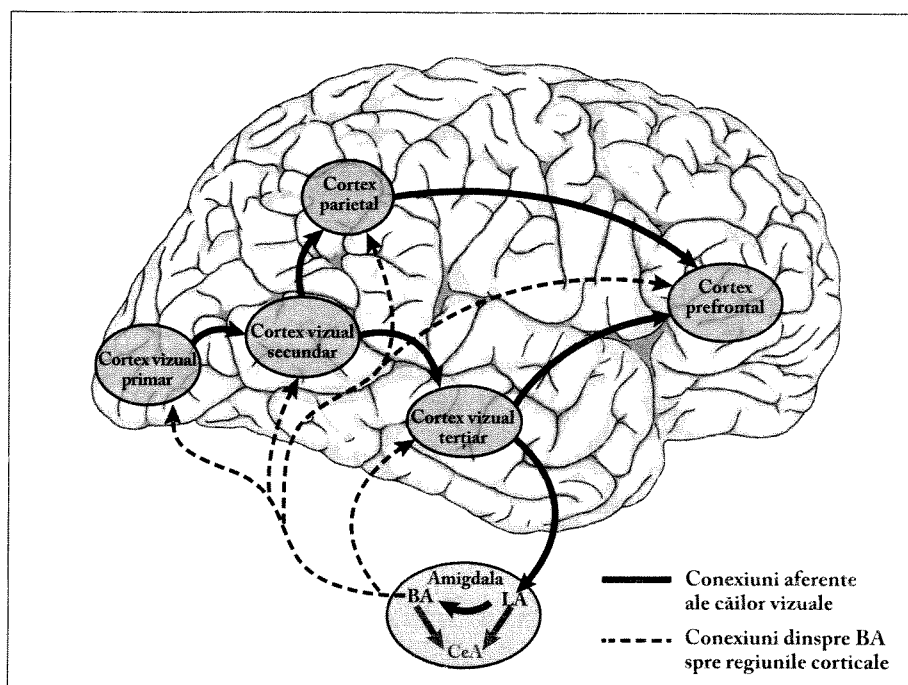 Cortex
parietal
Cortex
prefrontal
Cortex vizual
secundar
Cortex vizual
primar
Cortex vizual
terțiar
Amigdala
BA
LA
CeA
Conexiuni aferente
ale căilor vizuale
Conexiuni dinspre BA
spre regiunile corticale